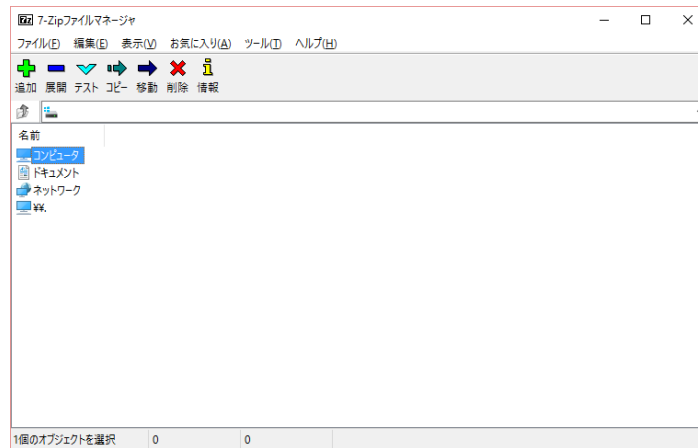 7z 7-Zipファイルマネージャ
ファイル(F) 編集(E) 表示(V) お気に入り(A) ツール(T) ヘルプ(H)
追加 展開 テスト コピー 移動 削除 情報
名前
コンピュータ
ドキュメント
ネットワーク
¥¥.
1個のオブジェクトを選択 0 0